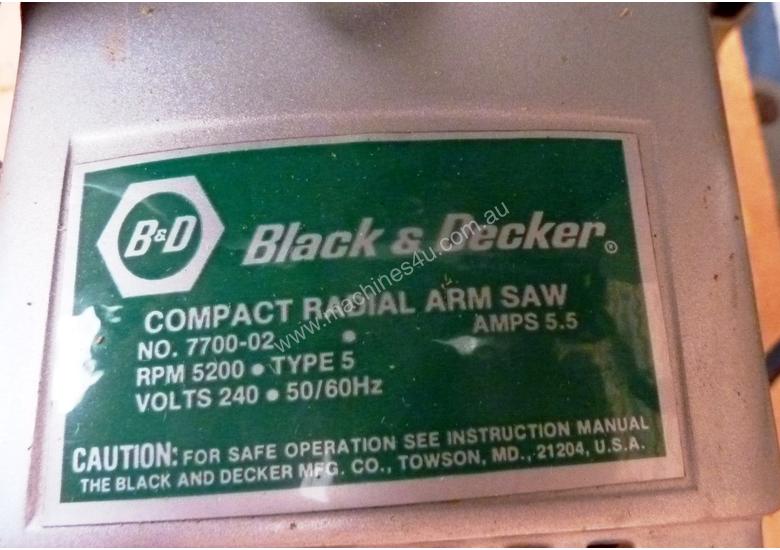 B&D Black & Decker®
COMPACT RADIAL ARM SAW
NO. 7700-02 • AMPS 5.5
RPM 5200 • TYPE 5
VOLTS 240 • 50/60Hz
CAUTION: FOR SAFE OPERATION SEE INSTRUCTION MANUAL
THE BLACK AND DECKER MFG. CO., TOWSON, MD., 21204, U.S.A.
www.machines4u.com.au